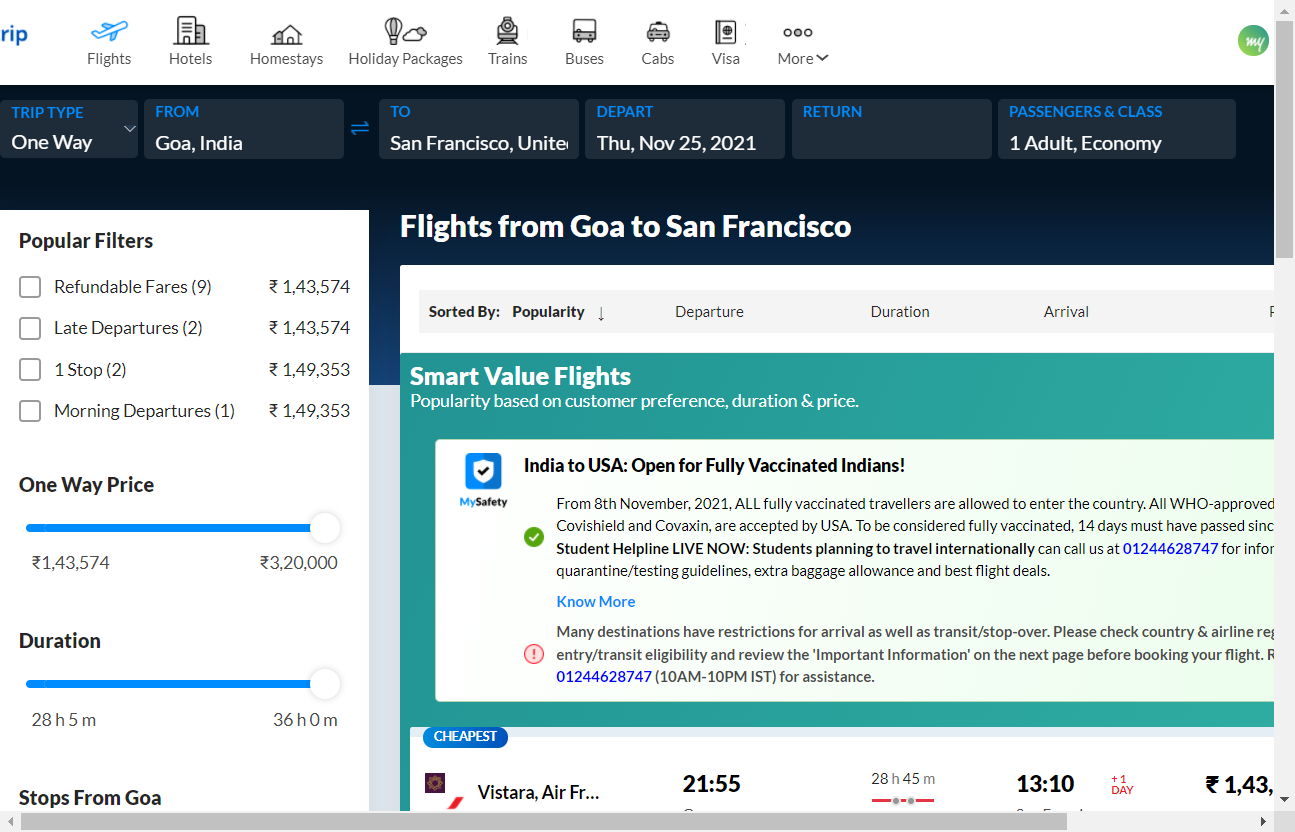 rip
Flights
Hotels
Homestays
Holiday Packages
Trains
Buses
Cabs
Visa
More
my
TRIP TYPE
One Way
FROM
Goa, India
TO
San Francisco, Unite
DEPART
Thu, Nov 25, 2021
RETURN
PASSENGERS & CLASS
1 Adult, Economy
Popular Filters
Refundable Fares (9) ₹ 1,43,574
Late Departures (2) ₹ 1,43,574
1 Stop (2) ₹ 1,49,353
Morning Departures (1) ₹ 1,49,353
One Way Price
₹1,43,574 ₹3,20,000
Duration
28 h 5 m 36 h 0 m
Stops From Goa
Flights from Goa to San Francisco
Sorted By: Popularity ↓ Departure Duration Arrival
Smart Value Flights
Popularity based on customer preference, duration & price.
MySafety
India to USA: Open for Fully Vaccinated Indians!
From 8th November, 2021, ALL fully vaccinated travellers are allowed to enter the country. All WHO-approved
Covishield and Covaxin, are accepted by USA. To be considered fully vaccinated, 14 days must have passed sinc
Student Helpline LIVE NOW: Students planning to travel internationally can call us at 01244628747 for infor
quarantine/testing guidelines, extra baggage allowance and best flight deals.
Know More
Many destinations have restrictions for arrival as well as transit/stop-over. Please check country & airline reg
entry/transit eligibility and review the 'Important Information' on the next page before booking your flight. R
01244628747 (10AM-10PM IST) for assistance.
CHEAPEST
Vistara, Air Fr...
21:55
28 h 45 m
13:10
+1
DAY
₹ 1,43,